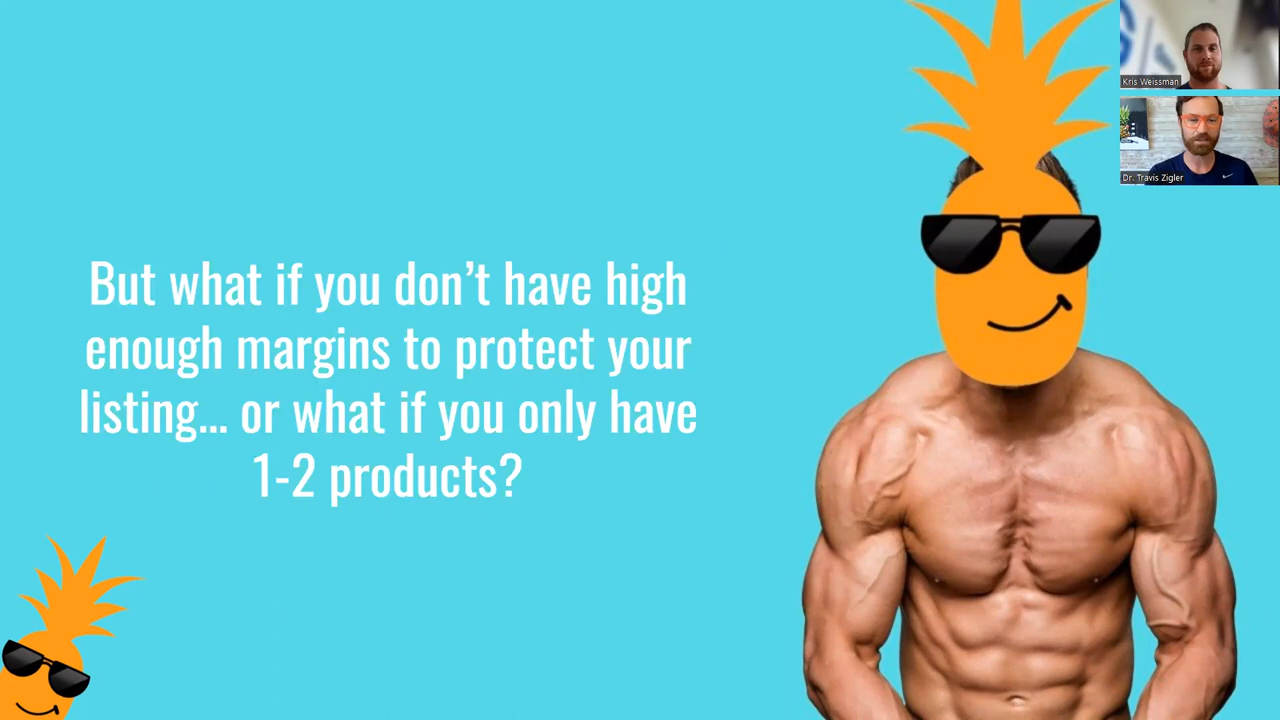 But what if you don’t have high
enough margins to protect your
listing... or what if you only have
1-2 products?
Kris Weissman
Dr. Travis Zigler